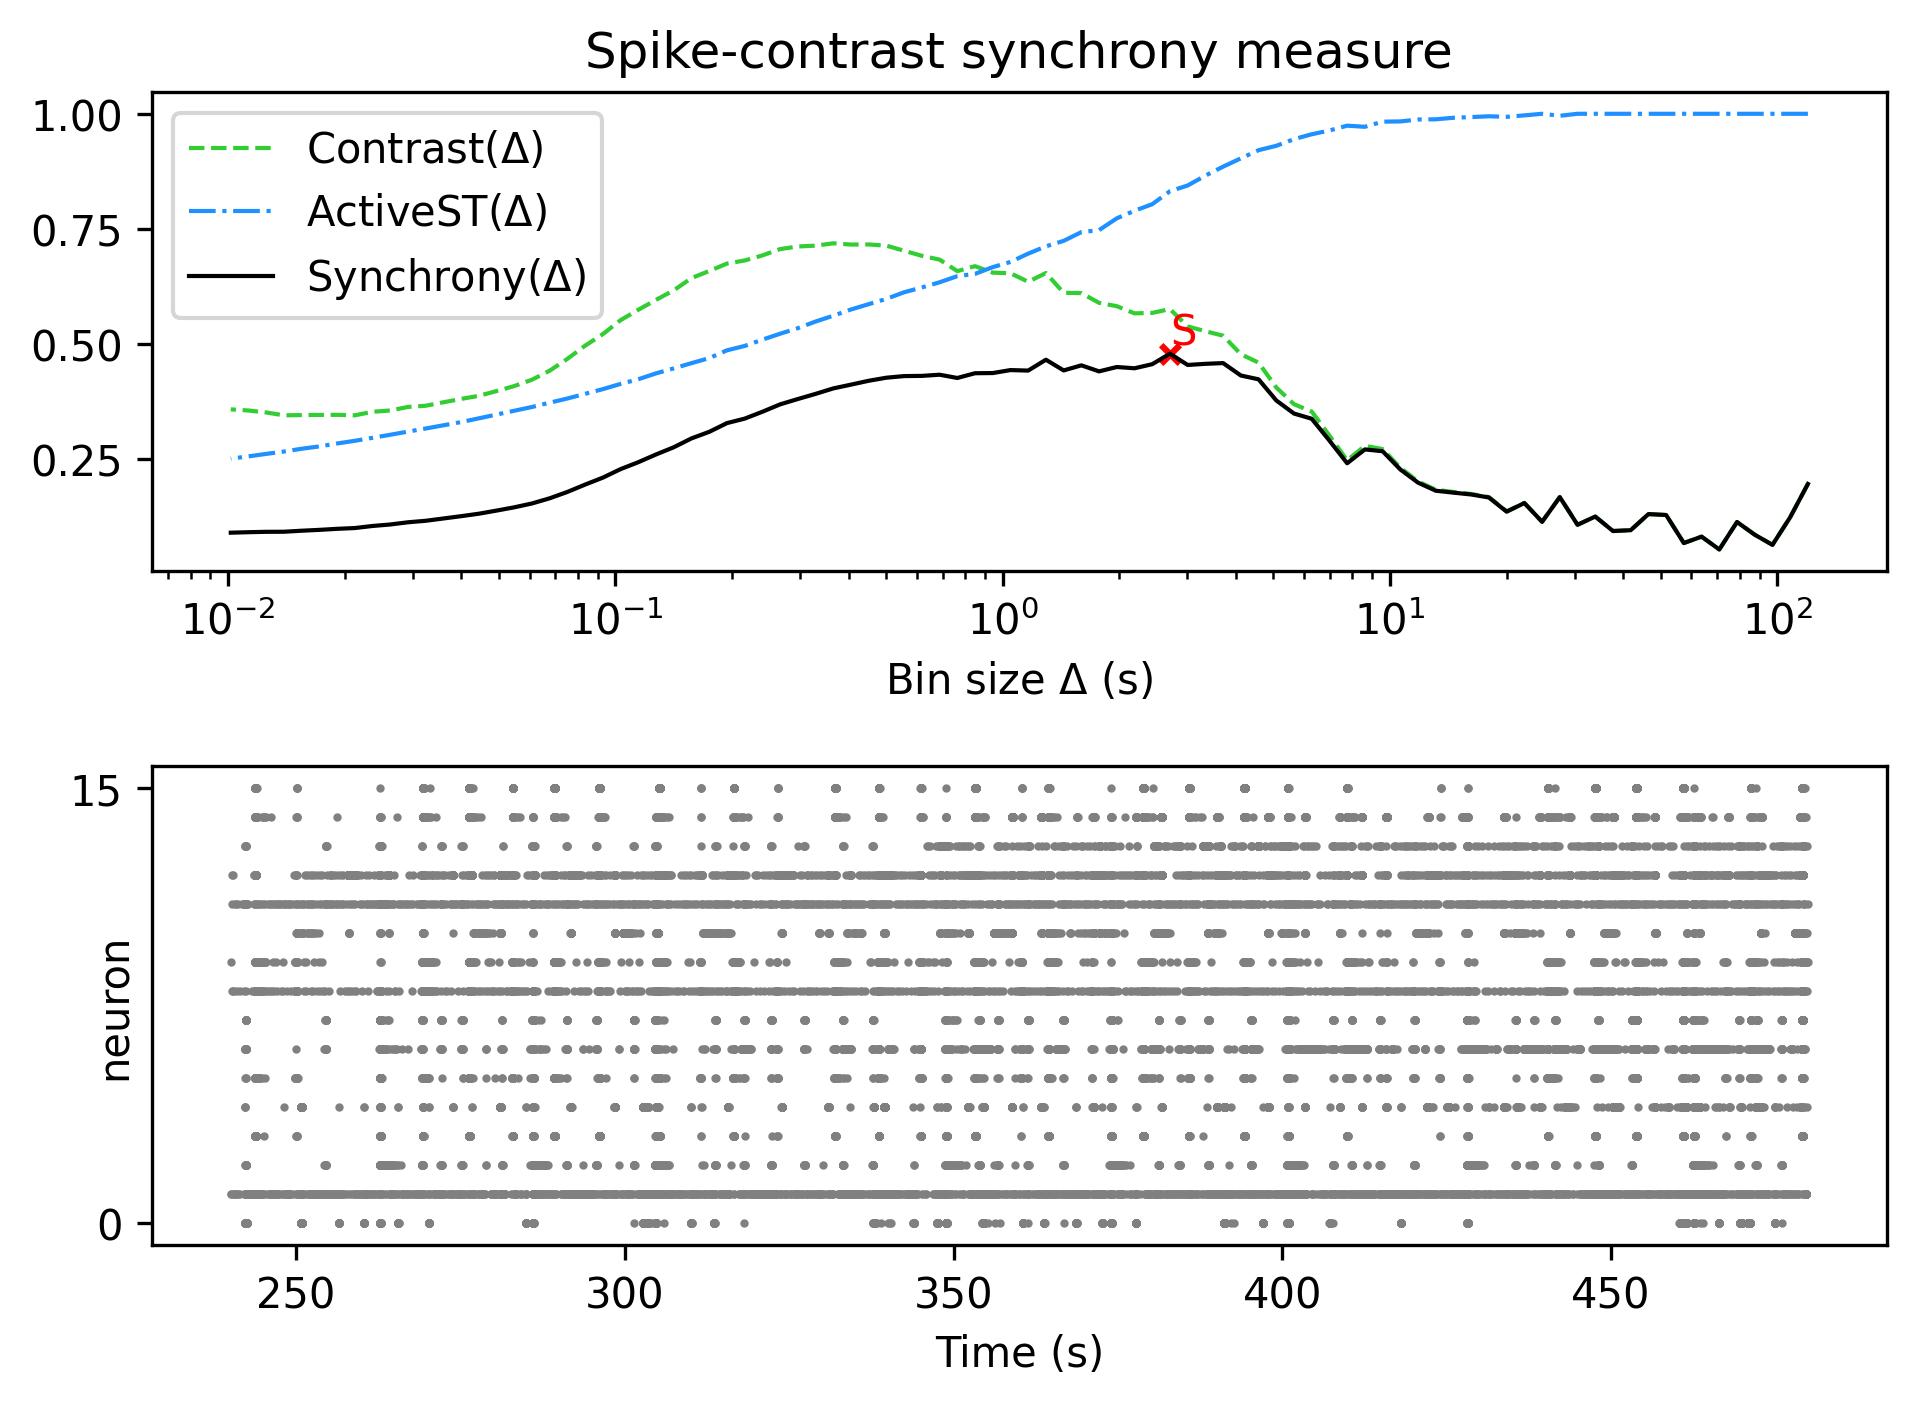 Spike-contrast synchrony measure
1.00
0.75
0.50
0.25
Contrast(Δ)
ActiveST(Δ)
Synchrony(Δ)
S
10⁻² 10⁻¹ 10⁰ 10¹ 10²
Bin size Δ (s)
15
0
neuron
250 300 350 400 450
Time (s)